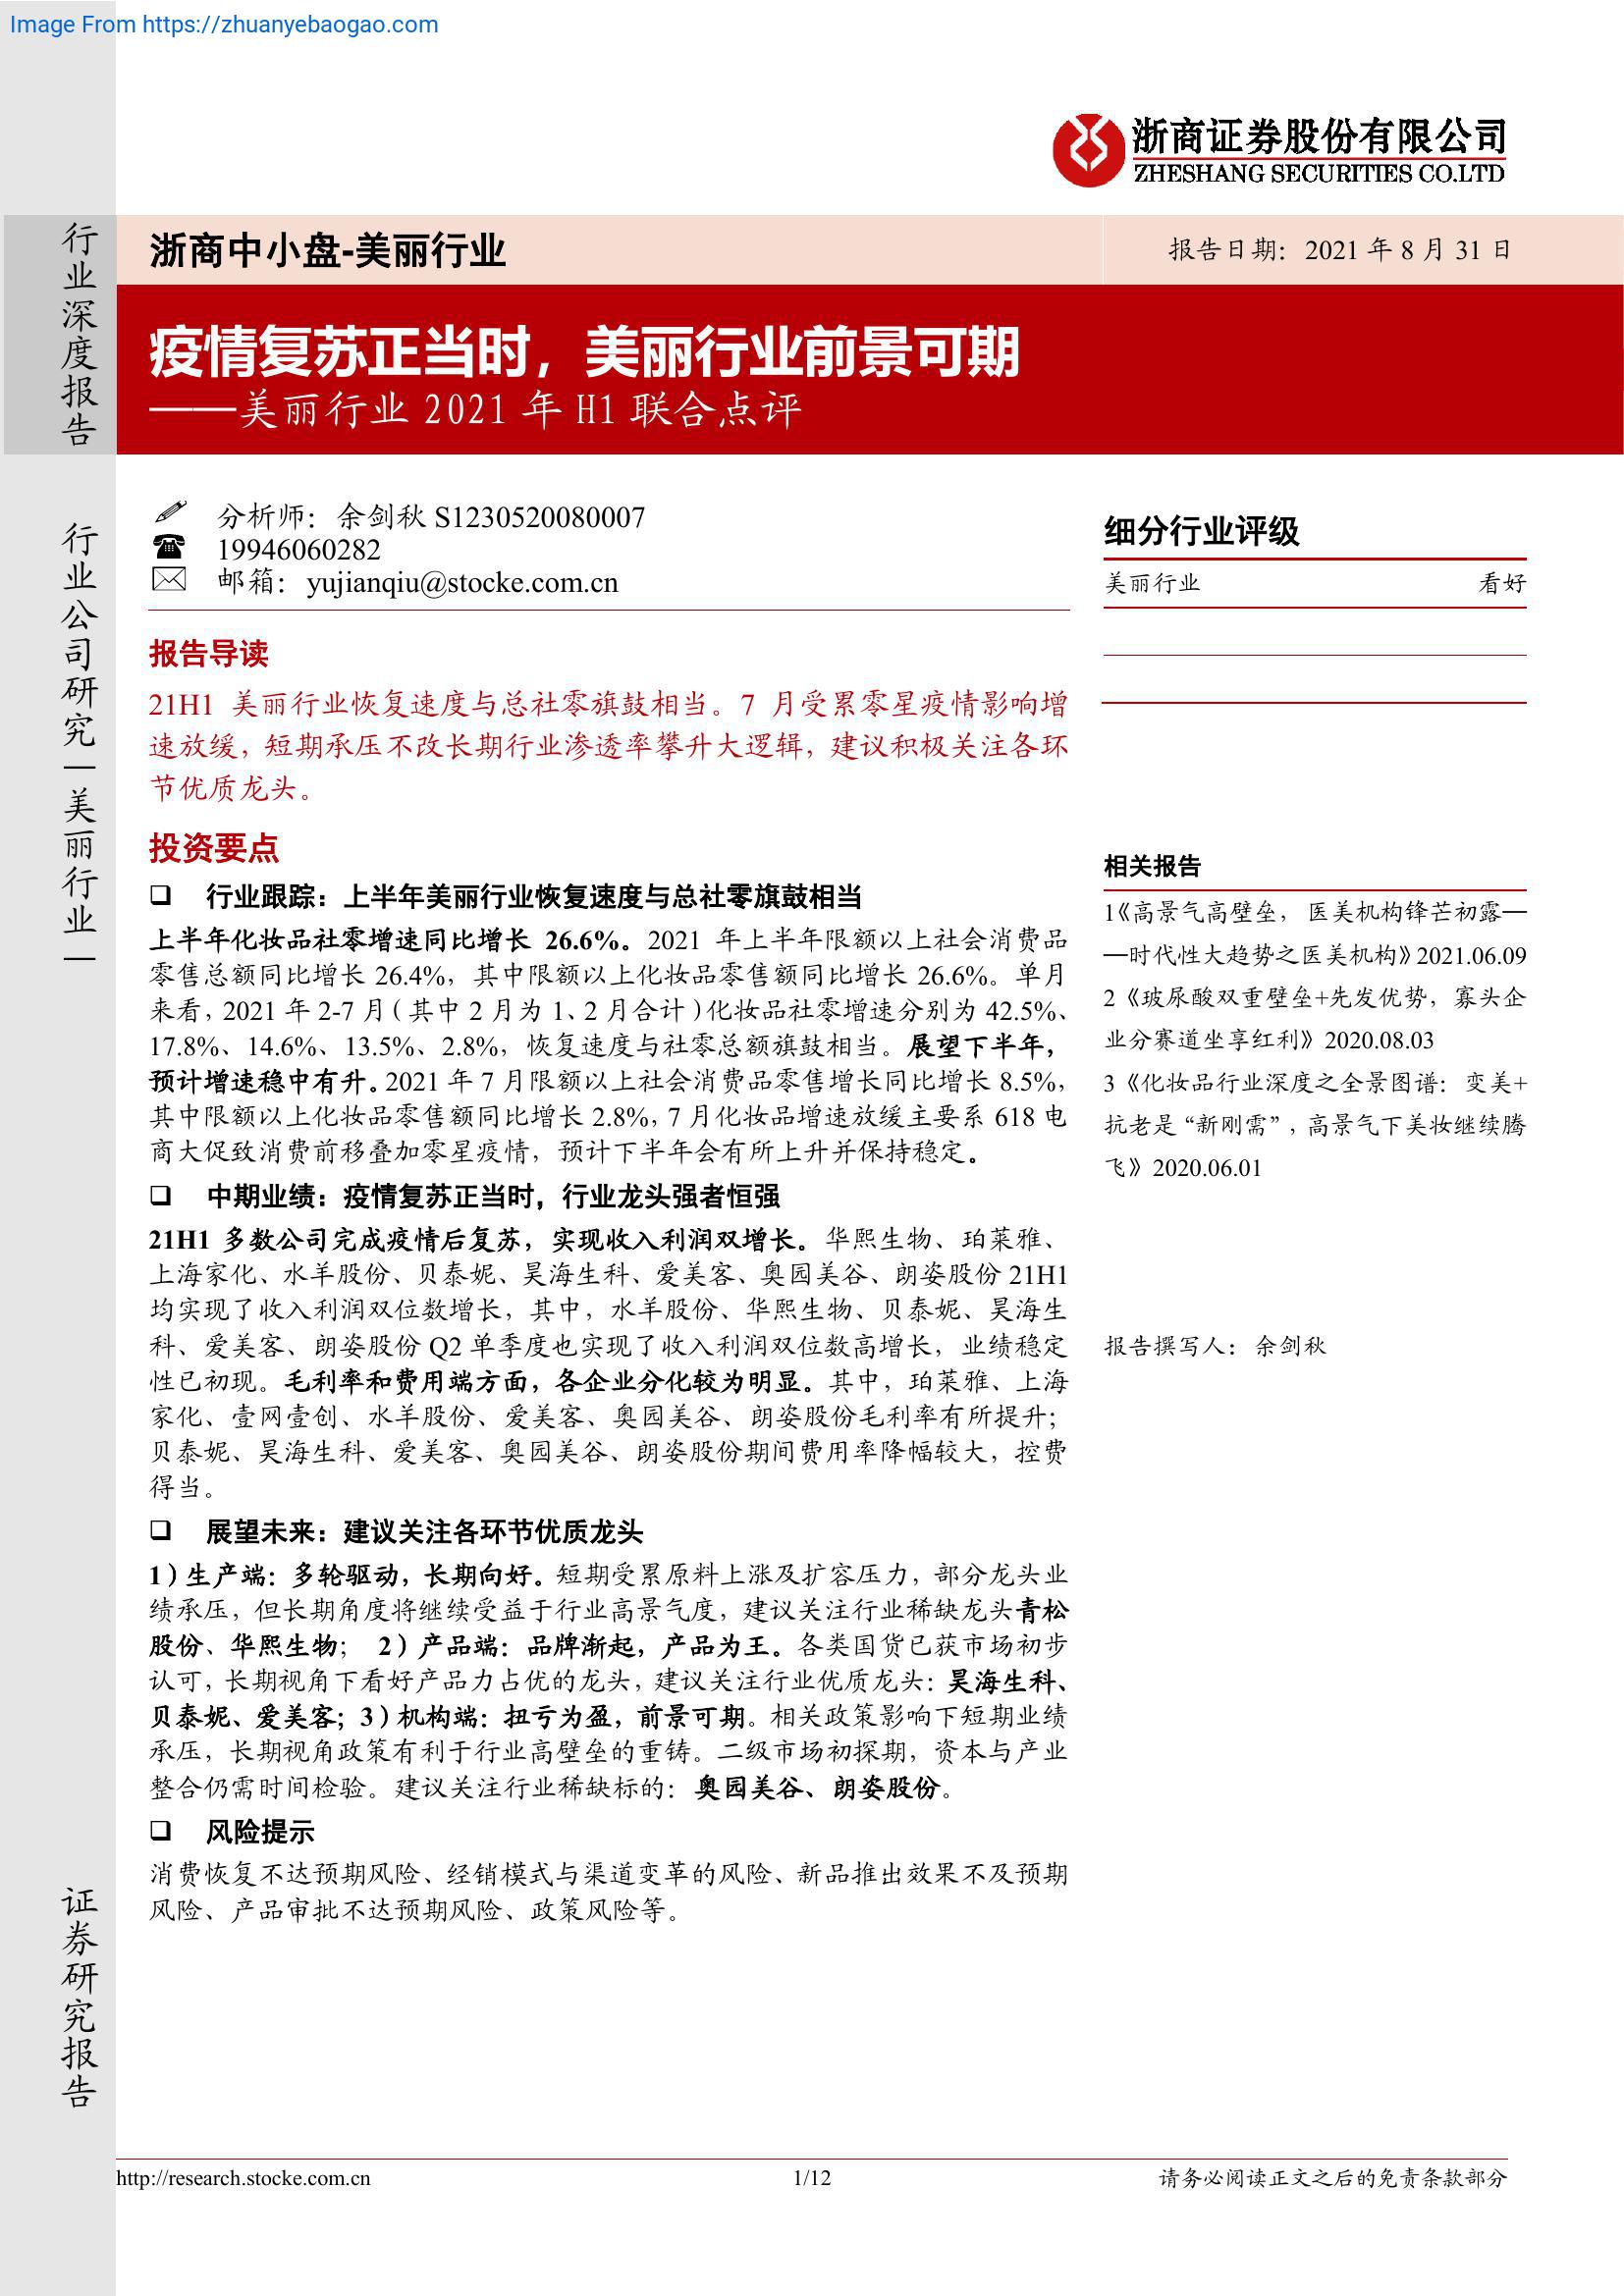 Image From https://zhuanyebaogao.com
浙商证券股份有限公司
ZHESHANG SECURITIES CO.LTD
行业深度报告
浙商中小盘-美丽行业
报告日期：2021 年 8 月 31 日
疫情复苏正当时，美丽行业前景可期
——美丽行业 2021 年 H1 联合点评
行业公司研究|美丽行业|
分析师：余剑秋 S1230520080007
19946060282
邮箱：yujianqiu@stocke.com.cn
报告导读
21H1 美丽行业恢复速度与总社零旗鼓相当。7 月受累零星疫情影响增
速放缓，短期承压不改长期行业渗透率攀升大逻辑，建议积极关注各环
节优质龙头。
投资要点
❑ 行业跟踪：上半年美丽行业恢复速度与总社零旗鼓相当
上半年化妆品社零增速同比增长 26.6%。2021 年上半年限额以上社会消费品
零售总额同比增长 26.4%，其中限额以上化妆品零售额同比增长 26.6%。单月
来看，2021 年 2-7 月（其中 2 月为 1、2 月合计）化妆品社零增速分别为 42.5%、
17.8%、14.6%、13.5%、2.8%，恢复速度与社零总额旗鼓相当。展望下半年，
预计增速稳中有升。2021 年 7 月限额以上社会消费品零售增长同比增长 8.5%，
其中限额以上化妆品零售额同比增长 2.8%，7 月化妆品增速放缓主要系 618 电
商大促致消费前移叠加零星疫情，预计下半年会有所上升并保持稳定。
❑ 中期业绩：疫情复苏正当时，行业龙头强者恒强
21H1 多数公司完成疫情后复苏，实现收入利润双增长。华熙生物、珀莱雅、
上海家化、水羊股份、贝泰妮、昊海生科、爱美客、奥园美谷、朗姿股份 21H1
均实现了收入利润双位数增长，其中，水羊股份、华熙生物、贝泰妮、昊海生
科、爱美客、朗姿股份 Q2 单季度也实现了收入利润双位数高增长，业绩稳定
性已初现。毛利率和费用端方面，各企业分化较为明显。其中，珀莱雅、上海
家化、壹网壹创、水羊股份、爱美客、奥园美谷、朗姿股份毛利率有所提升；
贝泰妮、昊海生科、爱美客、奥园美谷、朗姿股份期间费用率降幅较大，控费
得当。
❑ 展望未来：建议关注各环节优质龙头
1）生产端：多轮驱动，长期向好。短期受累原料上涨及扩容压力，部分龙头业
绩承压，但长期角度将继续受益于行业高景气度，建议关注行业稀缺龙头青松
股份、华熙生物； 2）产品端：品牌渐起，产品为王。各类国货已获市场初步
认可，长期视角下看好产品力占优的龙头，建议关注行业优质龙头：昊海生科、
贝泰妮、爱美客；3）机构端：扭亏为盈，前景可期。相关政策影响下短期业绩
承压，长期视角政策有利于行业高壁垒的重铸。二级市场初探期，资本与产业
整合仍需时间检验。建议关注行业稀缺标的：奥园美谷、朗姿股份。
❑ 风险提示
消费恢复不达预期风险、经销模式与渠道变革的风险、新品推出效果不及预期
风险、产品审批不达预期风险、政策风险等。
细分行业评级
美丽行业 看好
相关报告
1《高景气高壁垒， 医美机构锋芒初露—
—时代性大趋势之医美机构》2021.06.09
2《玻尿酸双重壁垒+先发优势，寡头企
业分赛道坐享红利》2020.08.03
3《化妆品行业深度之全景图谱：变美+
抗老是“新刚需”，高景气下美妆继续腾
飞》2020.06.01
报告撰写人：余剑秋
证券研究报告
http://research.stocke.com.cn
1/12
请务必阅读正文之后的免责条款部分